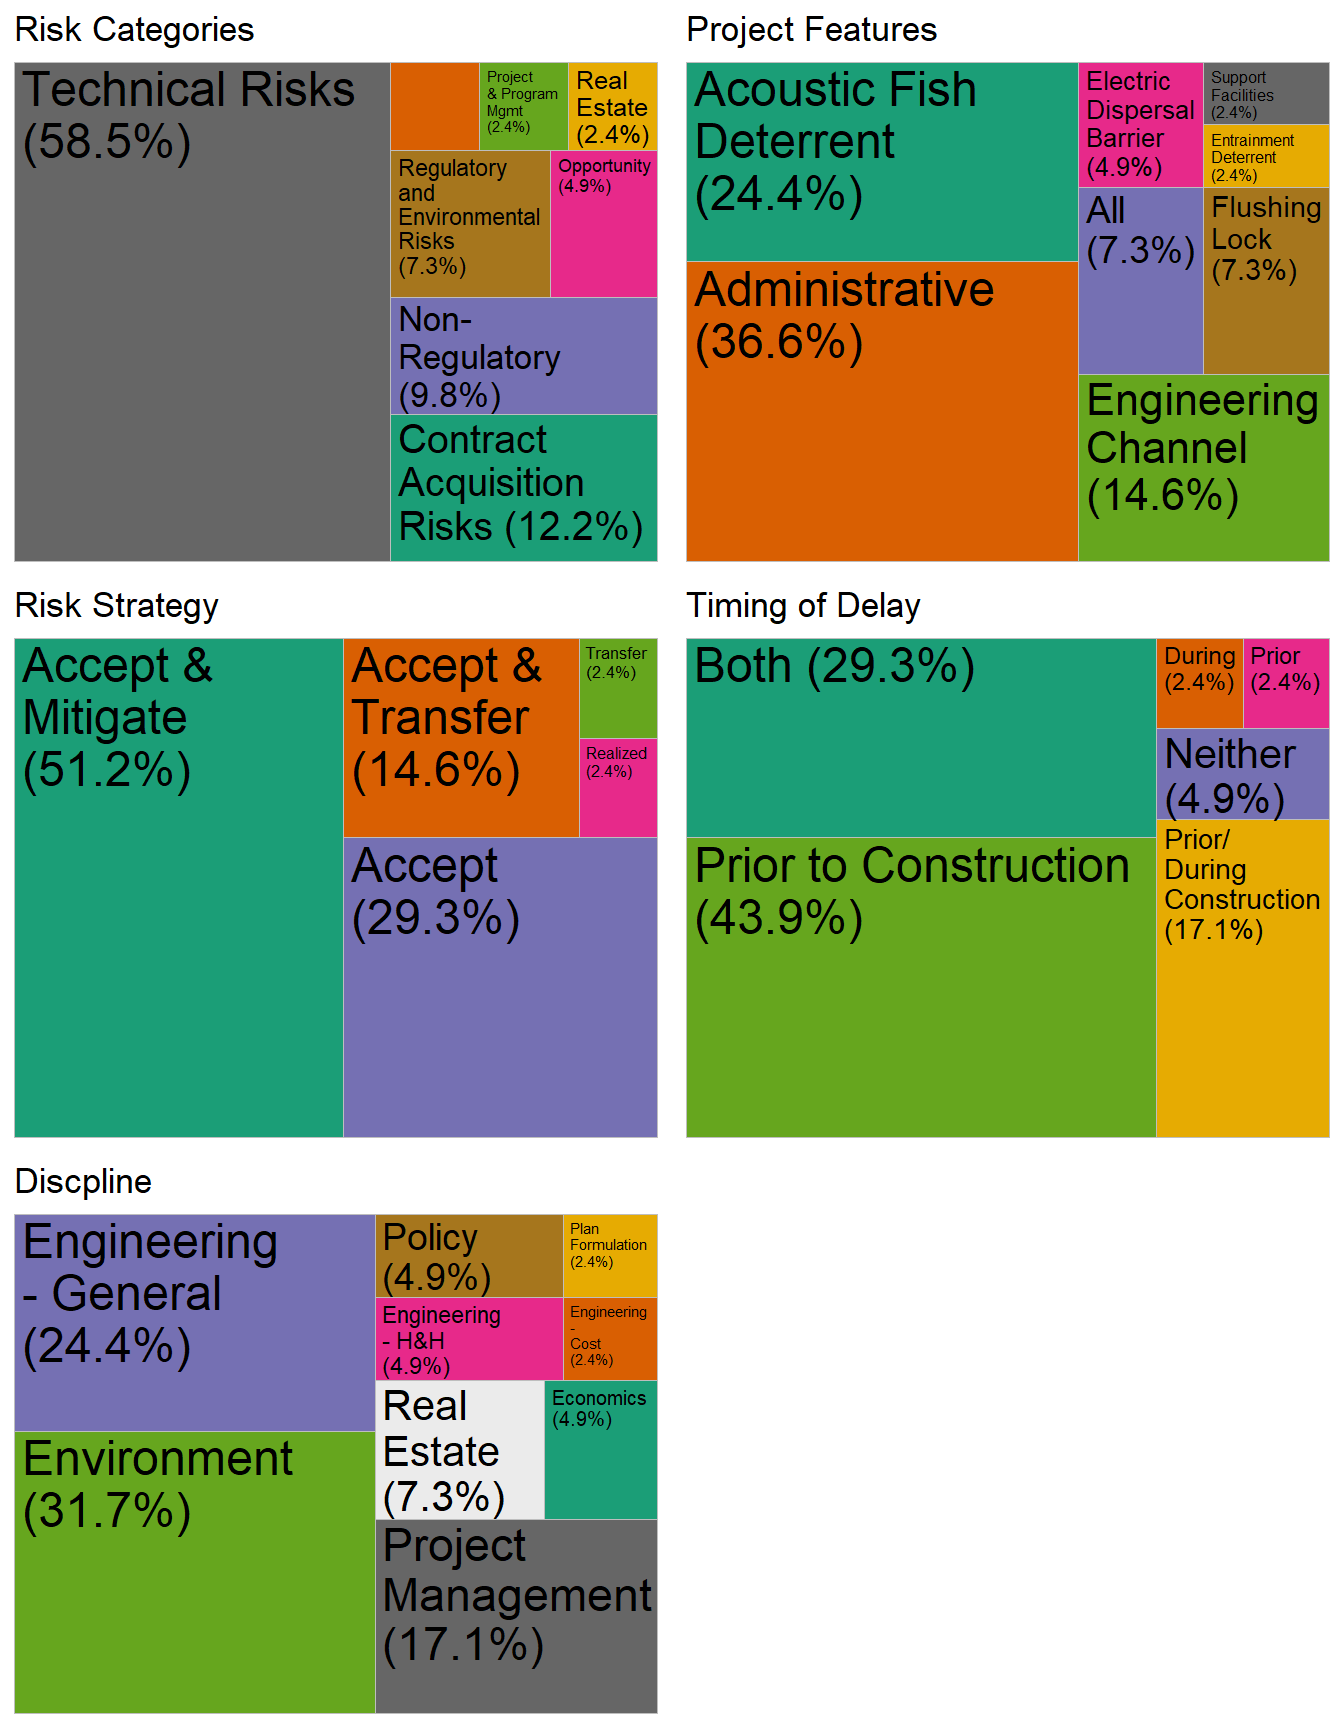 Risk Categories
Technical Risks
(58.5%)
Project
& Program
Mgmt
(2.4%)
Real
Estate
(2.4%)
Regulatory
and
Environmental
Risks
(7.3%)
Opportunity
(4.9%)
Non-
Regulatory
(9.8%)
Contract
Acquisition
Risks (12.2%)
Project Features
Acoustic Fish
Deterrent
(24.4%)
Administrative
(36.6%)
Electric
Dispersal
Barrier
(4.9%)
Support
Facilities
(2.4%)
Entrainment
Deterrent
(2.4%)
All
(7.3%)
Flushing
Lock
(7.3%)
Engineering
Channel
(14.6%)
Risk Strategy
Accept &
Mitigate
(51.2%)
Accept &
Transfer
(14.6%)
Transfer
(2.4%)
Realized
(2.4%)
Accept
(29.3%)
Timing of Delay
Both (29.3%)
Prior to Construction
(43.9%)
During
(2.4%)
Prior
(2.4%)
Neither
(4.9%)
Prior/
During
Construction
(17.1%)
Discpline
Engineering
- General
(24.4%)
Environment
(31.7%)
Policy
(4.9%)
Plan
Formulation
(2.4%)
Engineering
- H&H
(4.9%)
Engineering
-
Cost
(2.4%)
Real
Estate
(7.3%)
Economics
(4.9%)
Project
Management
(17.1%)